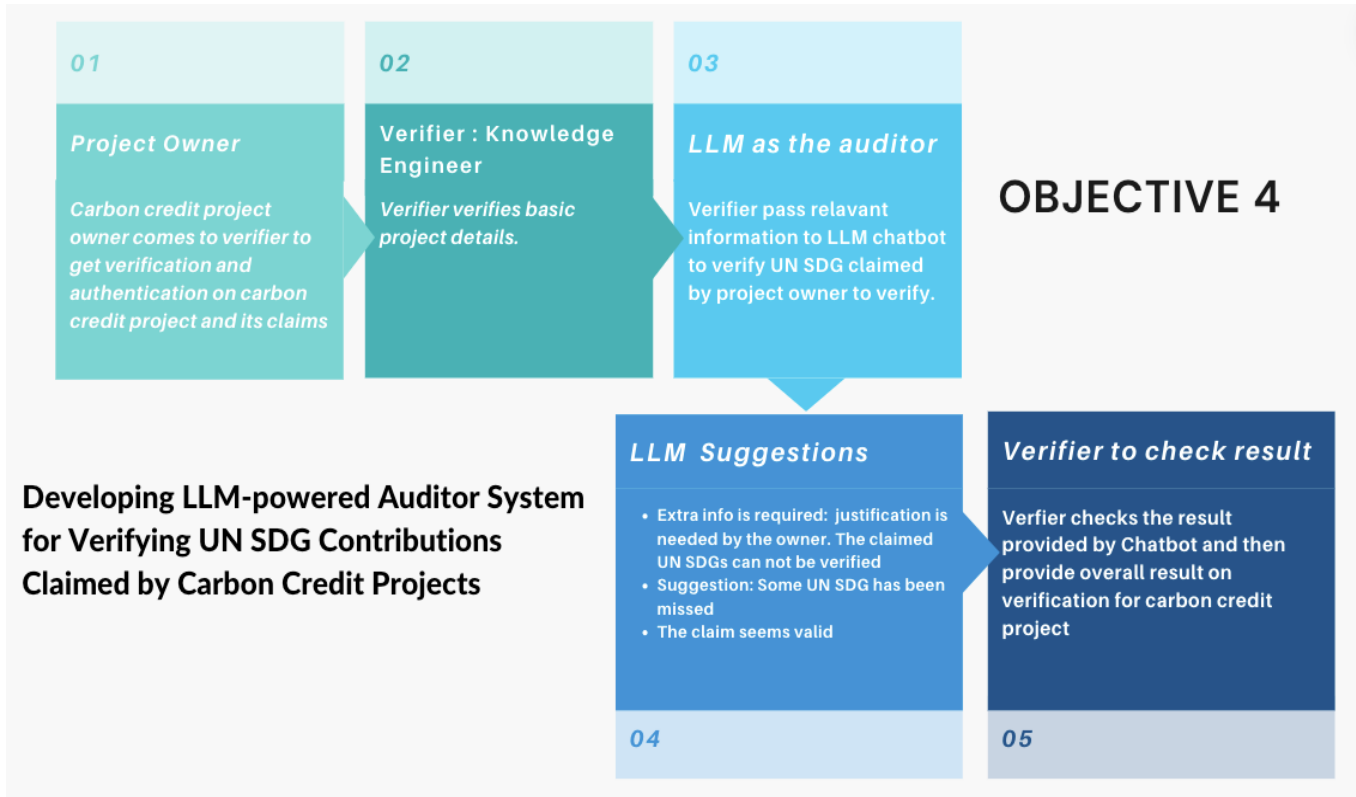 01
Project Owner
Carbon credit project
owner comes to verifier to
get verification and
authentication on carbon
credit project and its claims
02
Verifier : Knowledge
Engineer
Verifier verifies basic
project details.
03
LLM as the auditor
Verifier pass relavant
information to LLM chatbot
to verify UN SDG claimed
by project owner to verify.
OBJECTIVE 4
Developing LLM-powered Auditor System
for Verifying UN SDG Contributions
Claimed by Carbon Credit Projects
LLM Suggestions
• Extra info is required: justification is
needed by the owner. The claimed
UN SDGs can not be verified
• Suggestion: Some UN SDG has been
missed
• The claim seems valid
04
Verifier to check result
Verfier checks the result
provided by Chatbot and then
provide overall result on
verification for carbon credit
project
05